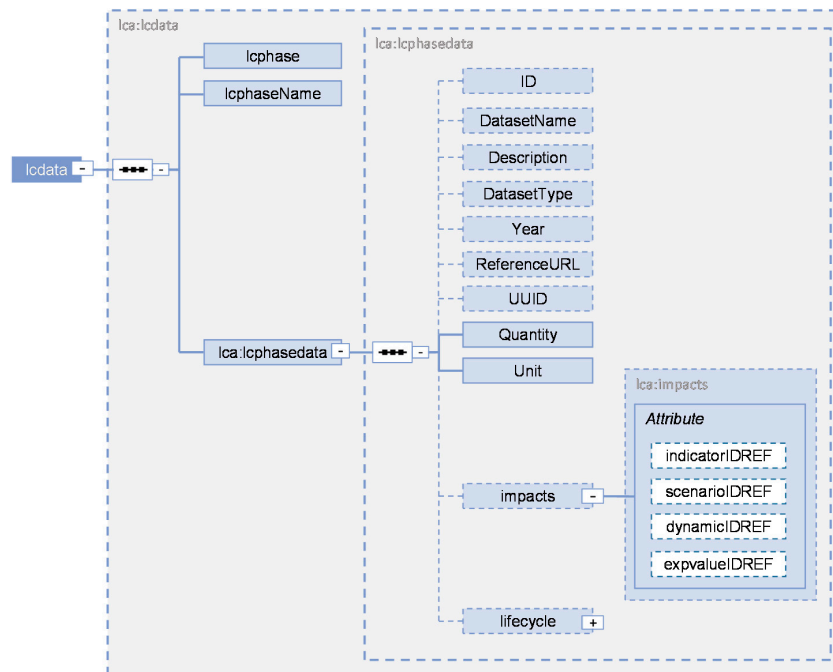 lca:lcdata
lcphase
lcphaseName
lcdata
lca:lcphasedata
lca:lcphasedata
ID
DatasetName
Description
DatasetType
Year
ReferenceURL
UUID
Quantity
Unit
impacts
lca:impacts
Attribute
indicatorIDREF
scenarioIDREF
dynamicIDREF
expvalueIDREF
lifecycle